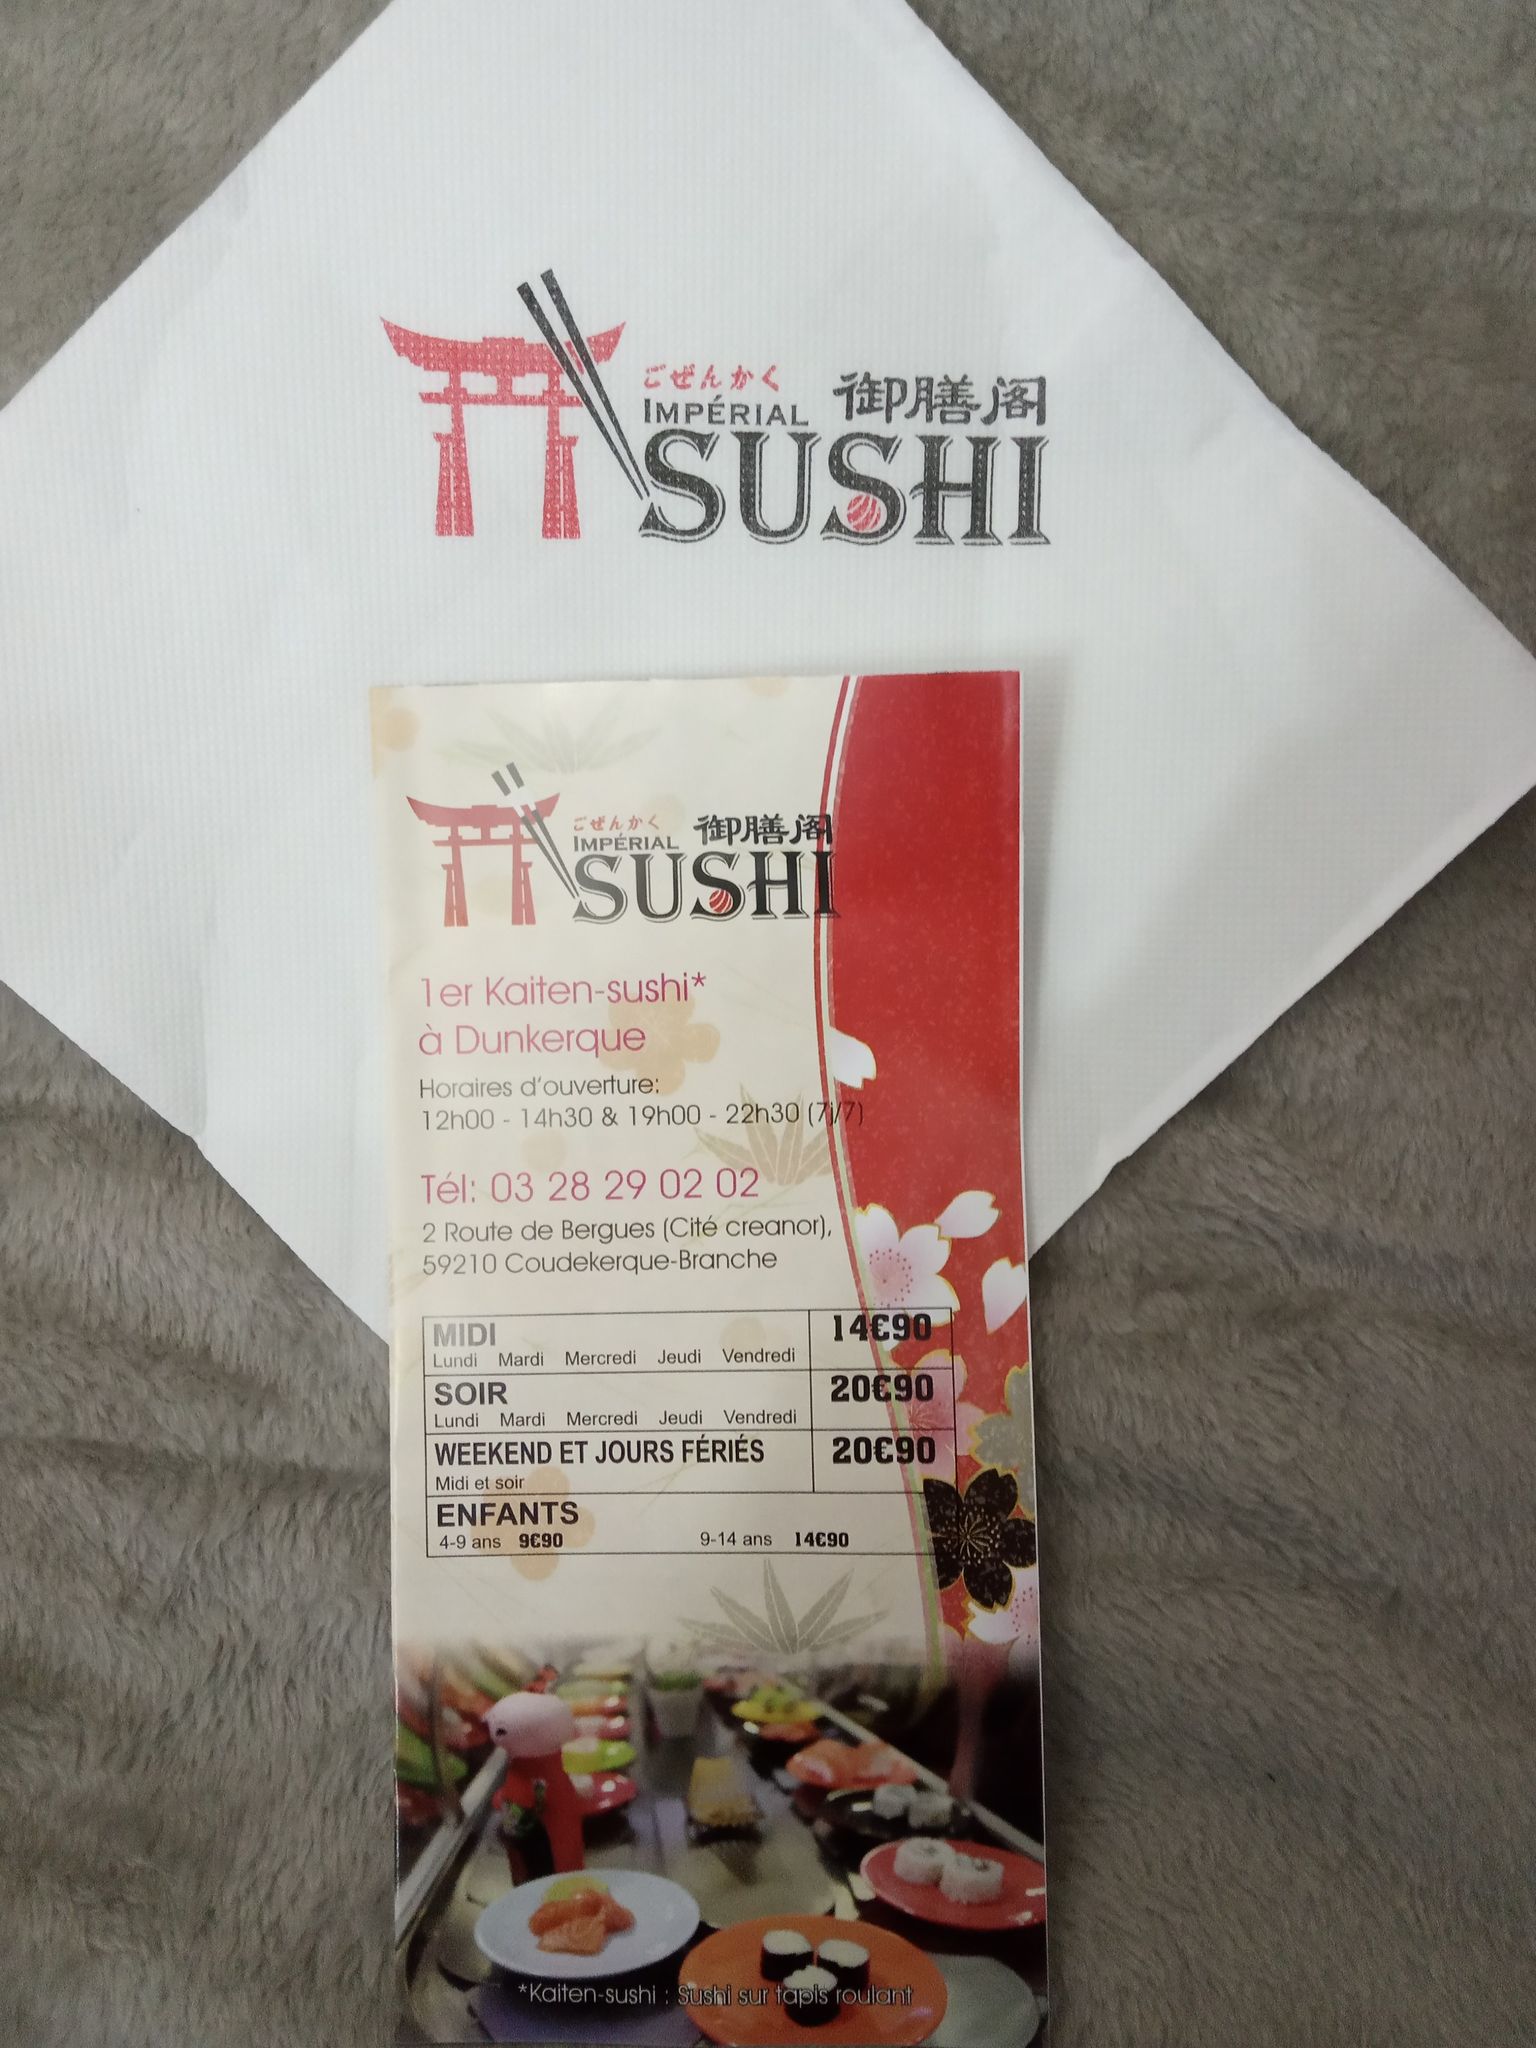 ごぜんかく
IMPÉRIAL 御膳阁
SUSHI
ごぜんかく
IMPÉRIAL 御膳阁
SUSHI
1er Kaiten-sushi*
à Dunkerque
Horaires d'ouverture:
12h00 - 14h30 & 19h00 - 22h30 (7j/7)
Tél: 03 28 29 02 02
2 Route de Bergues (Cité creanor),
59210 Coudekerque-Branche
MIDI 14€90
Lundi Mardi Mercredi Jeudi Vendredi
SOIR 20€90
Lundi Mardi Mercredi Jeudi Vendredi
WEEKEND ET JOURS FÉRIÉS 20€90
Midi et soir
ENFANTS
4-9 ans 9€90 9-14 ans 14€90
*Kaiten-sushi : Sushi sur tapis roulant